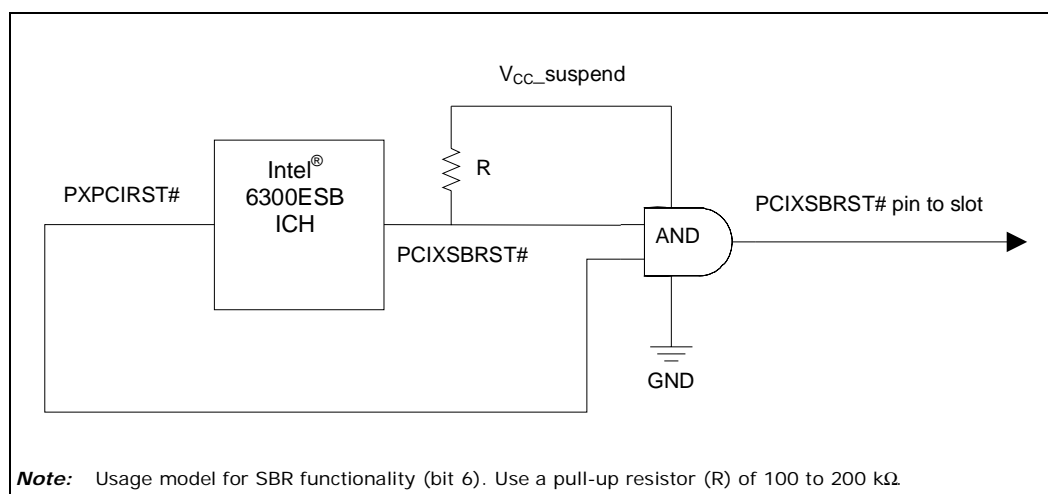 V_CC_suspend
Intel®
6300ESB
ICH
R
PXPCIRST#
PCIXSBRST#
AND
PCIXSBRST# pin to slot
GND
Note: Usage model for SBR functionality (bit 6). Use a pull-up resistor (R) of 100 to 200 kΩ.